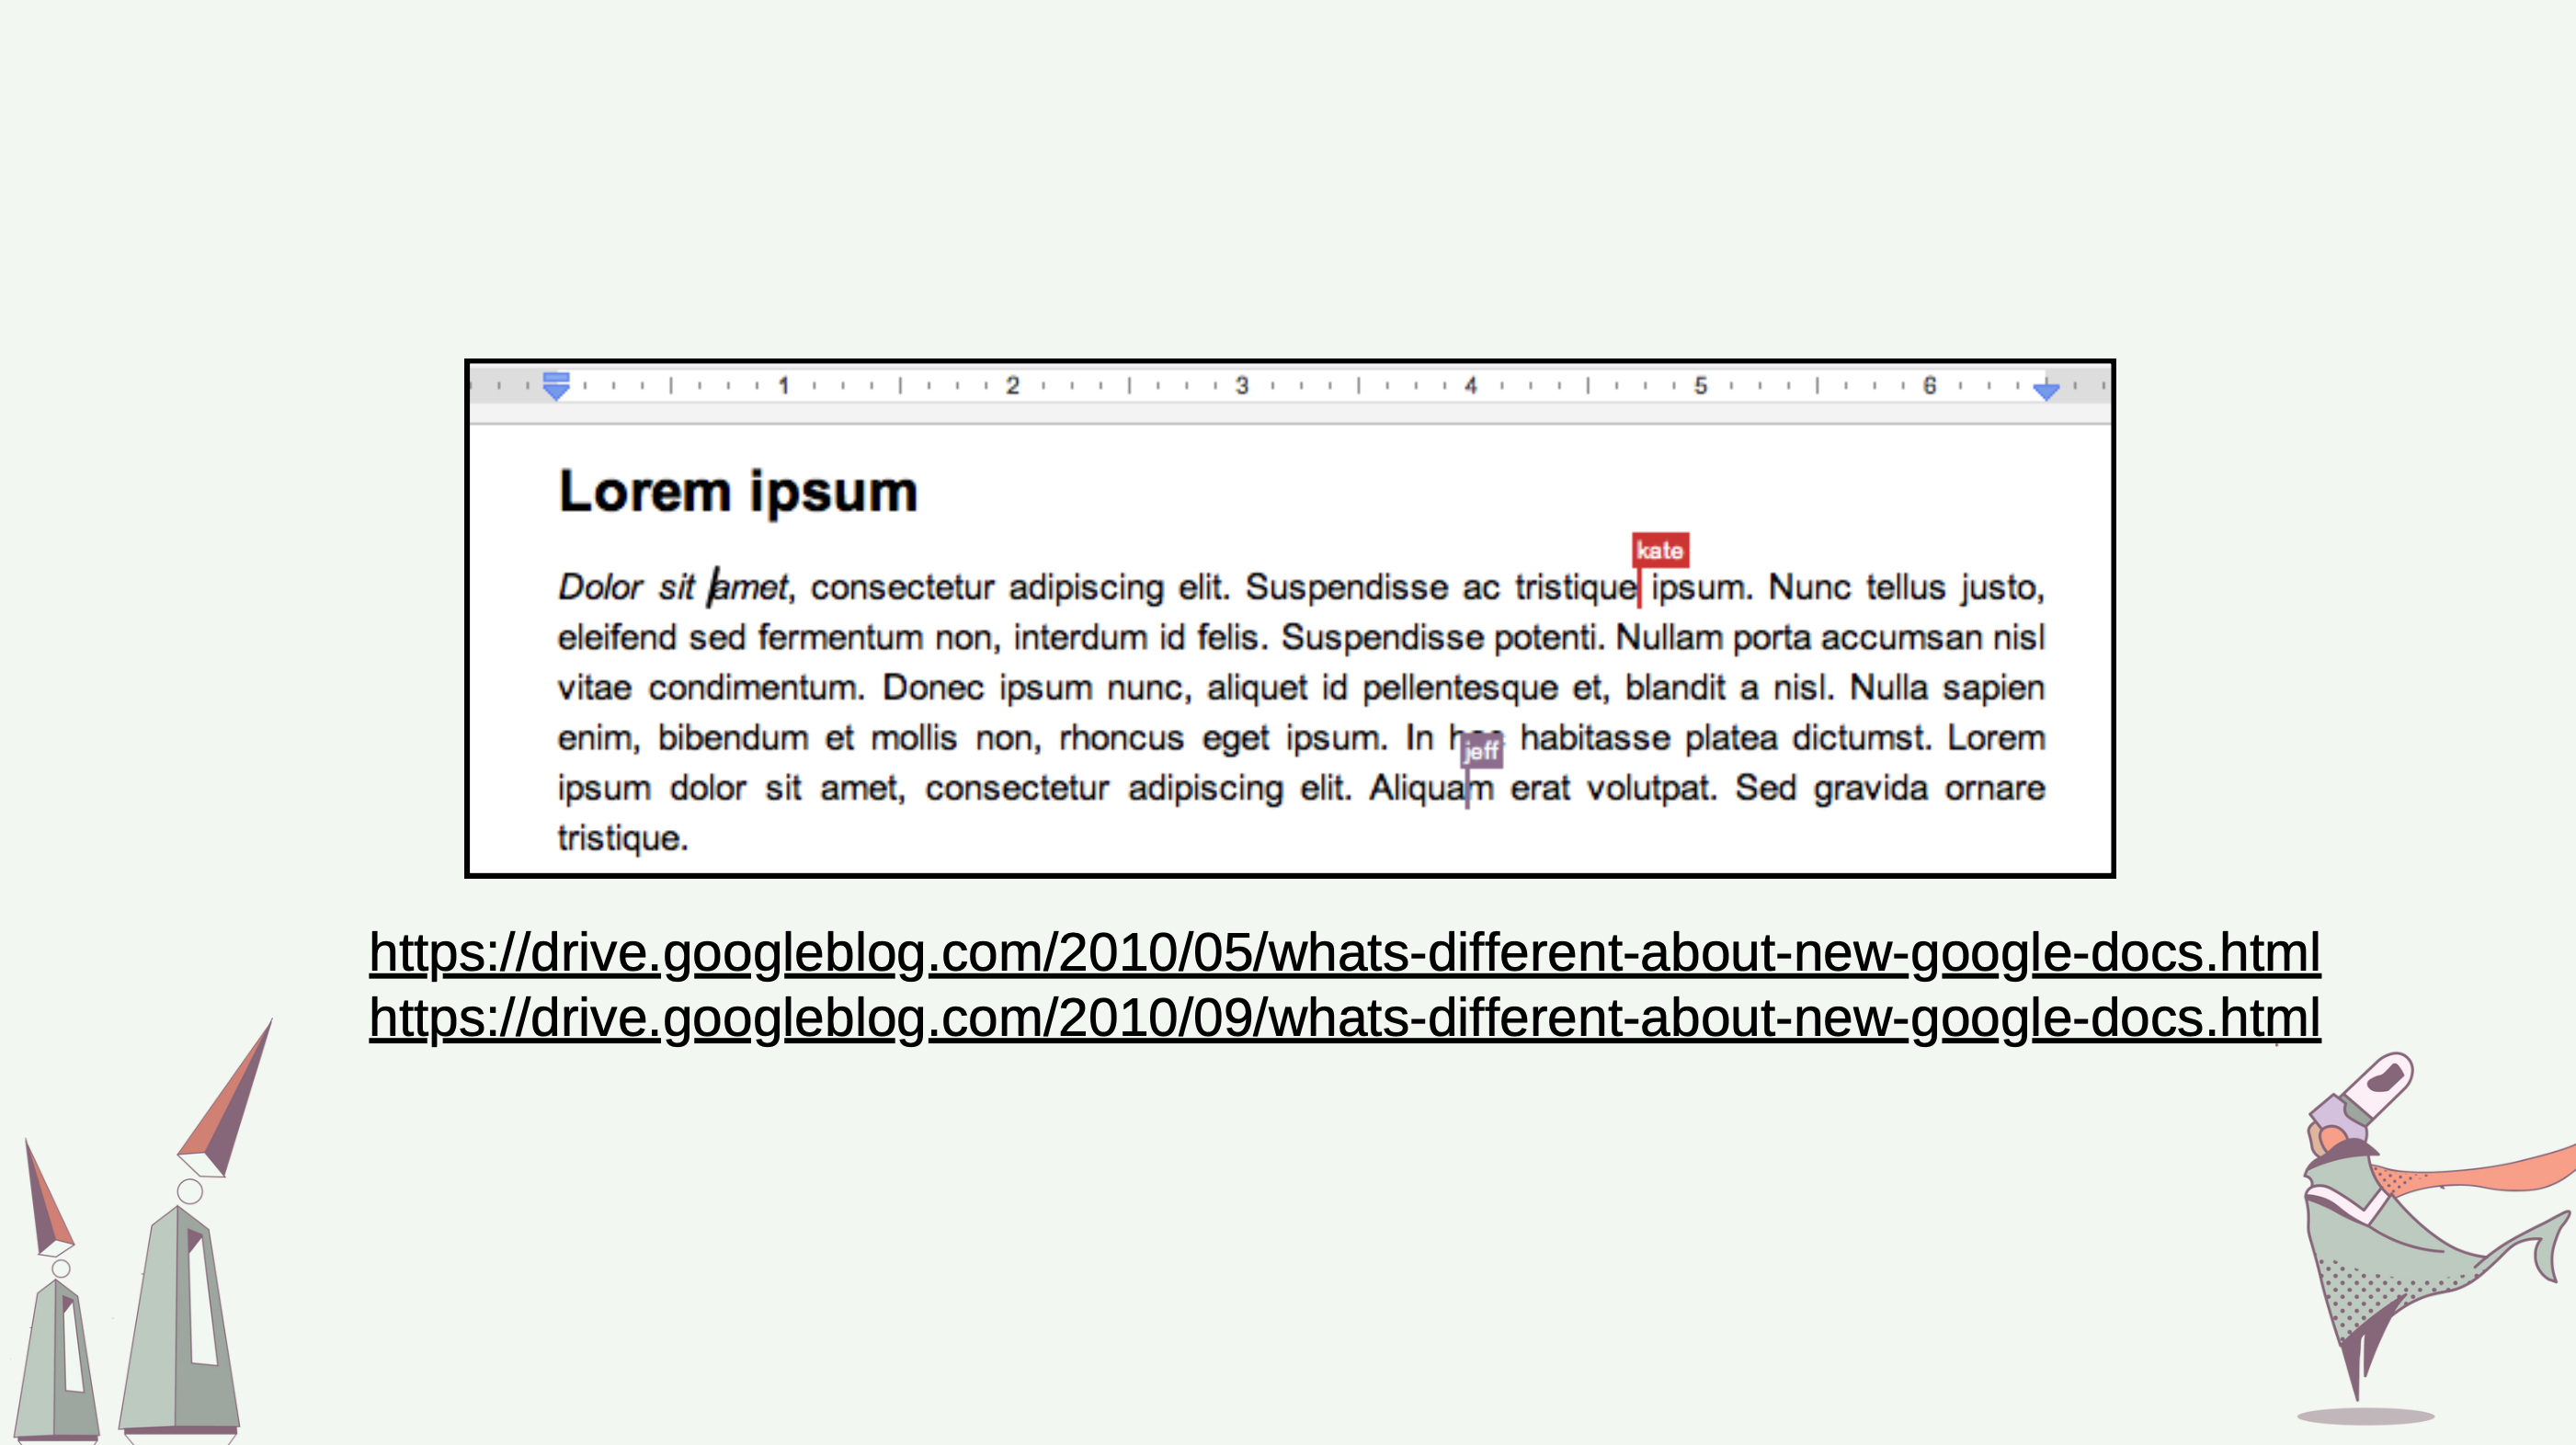 1 2 3 4 5 6
Lorem ipsum
kate
Dolor sit amet, consectetur adipiscing elit. Suspendisse ac tristique ipsum. Nunc tellus justo,
eleifend sed fermentum non, interdum id felis. Suspendisse potenti. Nullam porta accumsan nisl
vitae condimentum. Donec ipsum nunc, aliquet id pellentesque et, blandit a nisl. Nulla sapien
enim, bibendum et mollis non, rhoncus eget ipsum. In habitasse platea dictumst. Lorem
jeff
ipsum dolor sit amet, consectetur adipiscing elit. Aliquam erat volutpat. Sed gravida ornare
tristique.
https://drive.googleblog.com/2010/05/whats-different-about-new-google-docs.html
https://drive.googleblog.com/2010/09/whats-different-about-new-google-docs.html